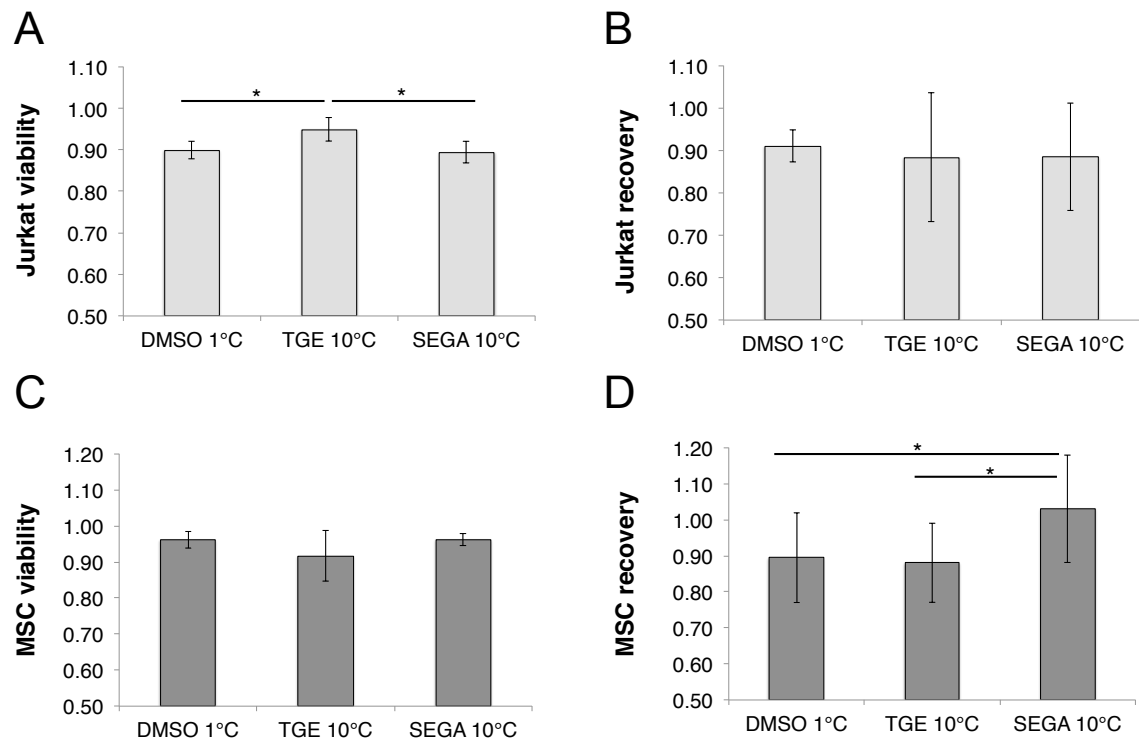 A
Jurkat viability
1.10
1.00
0.90
0.80
0.70
0.60
0.50
* *
DMSO 1°C TGE 10°C SEGA 10°C
B
Jurkat recovery
1.10
1.00
0.90
0.80
0.70
0.60
0.50
DMSO 1°C TGE 10°C SEGA 10°C
C
MSC viability
1.20
1.10
1.00
0.90
0.80
0.70
0.60
0.50
DMSO 1°C TGE 10°C SEGA 10°C
D
MSC recovery
1.20
1.10
1.00
0.90
0.80
0.70
0.60
0.50
*
*
DMSO 1°C TGE 10°C SEGA 10°C